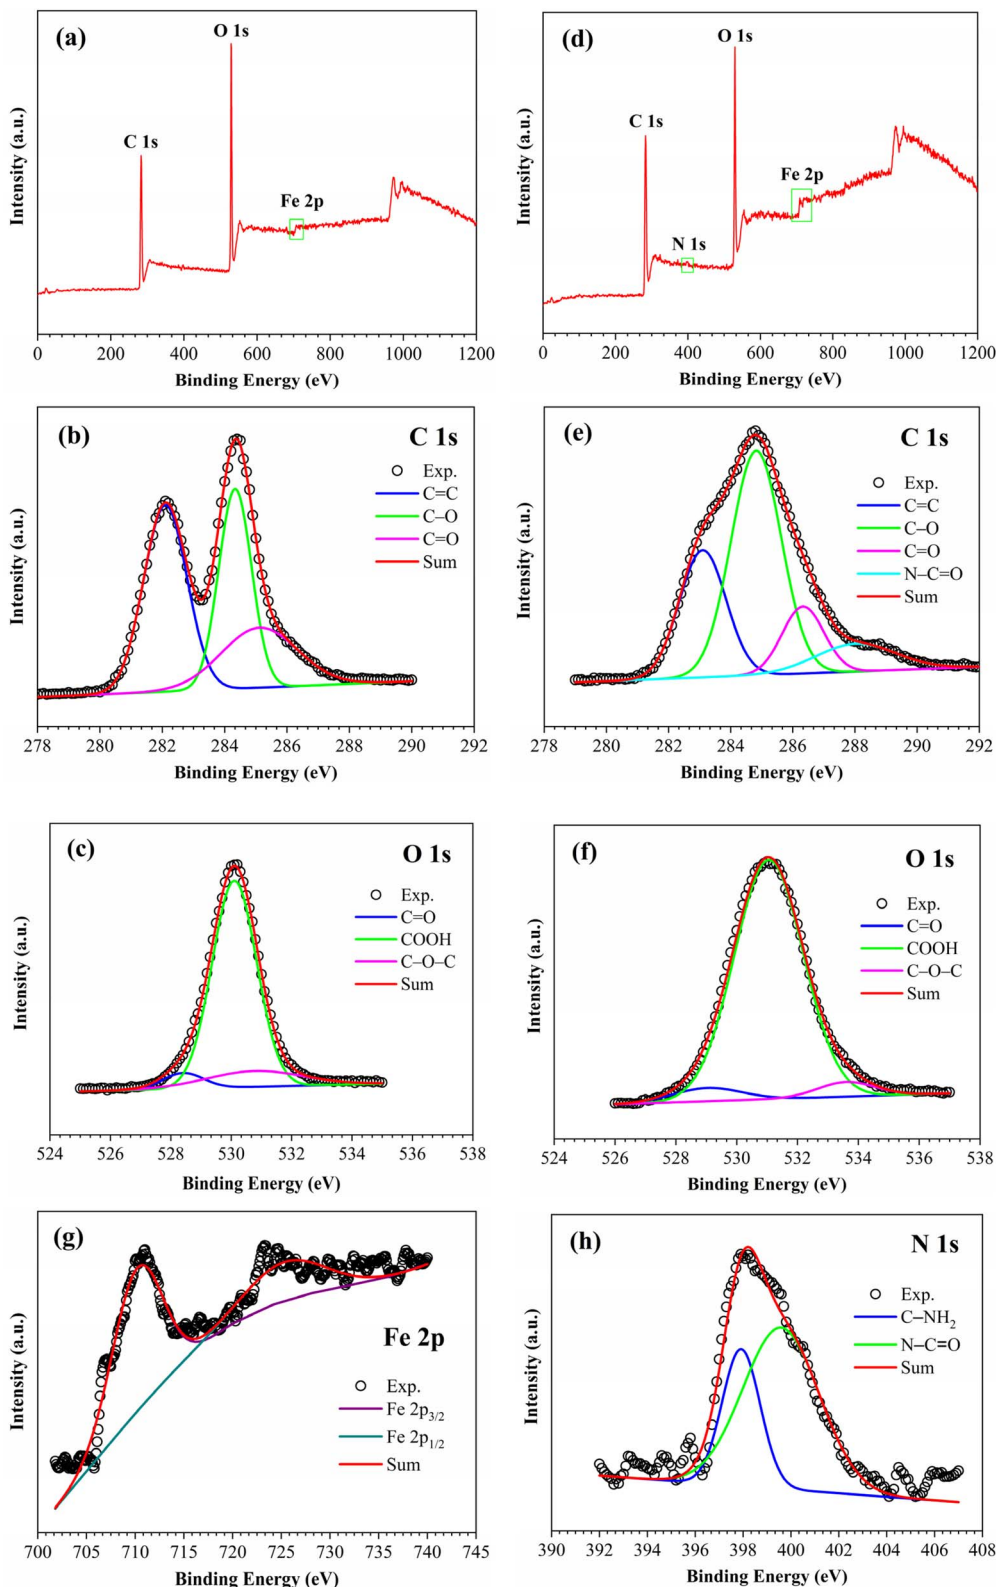 (a)
O 1s
C 1s
Fe 2p
Intensity (a.u.)
0 200 400 600 800 1000 1200
Binding Energy (eV)
(d)
O 1s
C 1s
Fe 2p
N 1s
Intensity (a.u.)
0 200 400 600 800 1000 1200
Binding Energy (eV)
(b)
C 1s
Exp.
C=C
C–O
C=O
Sum
Intensity (a.u.)
278 280 282 284 286 288 290 292
Binding Energy (eV)
(e)
C 1s
Exp.
C=C
C–O
C=O
N–C=O
Sum
Intensity (a.u.)
278 280 282 284 286 288 290 292
Binding Energy (eV)
(c)
O 1s
Exp.
C=O
COOH
C–O–C
Sum
Intensity (a.u.)
524 526 528 530 532 534 536 538
Binding Energy (eV)
(f)
O 1s
Exp.
C=O
COOH
C–O–C
Sum
Intensity (a.u.)
524 526 528 530 532 534 536 538
Binding Energy (eV)
(g)
Fe 2p
Exp.
Fe 2p3/2
Fe 2p1/2
Sum
Intensity (a.u.)
700 705 710 715 720 725 730 735 740 745
Binding Energy (eV)
(h)
N 1s
Exp.
C–NH2
N–C=O
Sum
Intensity (a.u.)
390 392 394 396 398 400 402 404 406 408
Binding Energy (eV)